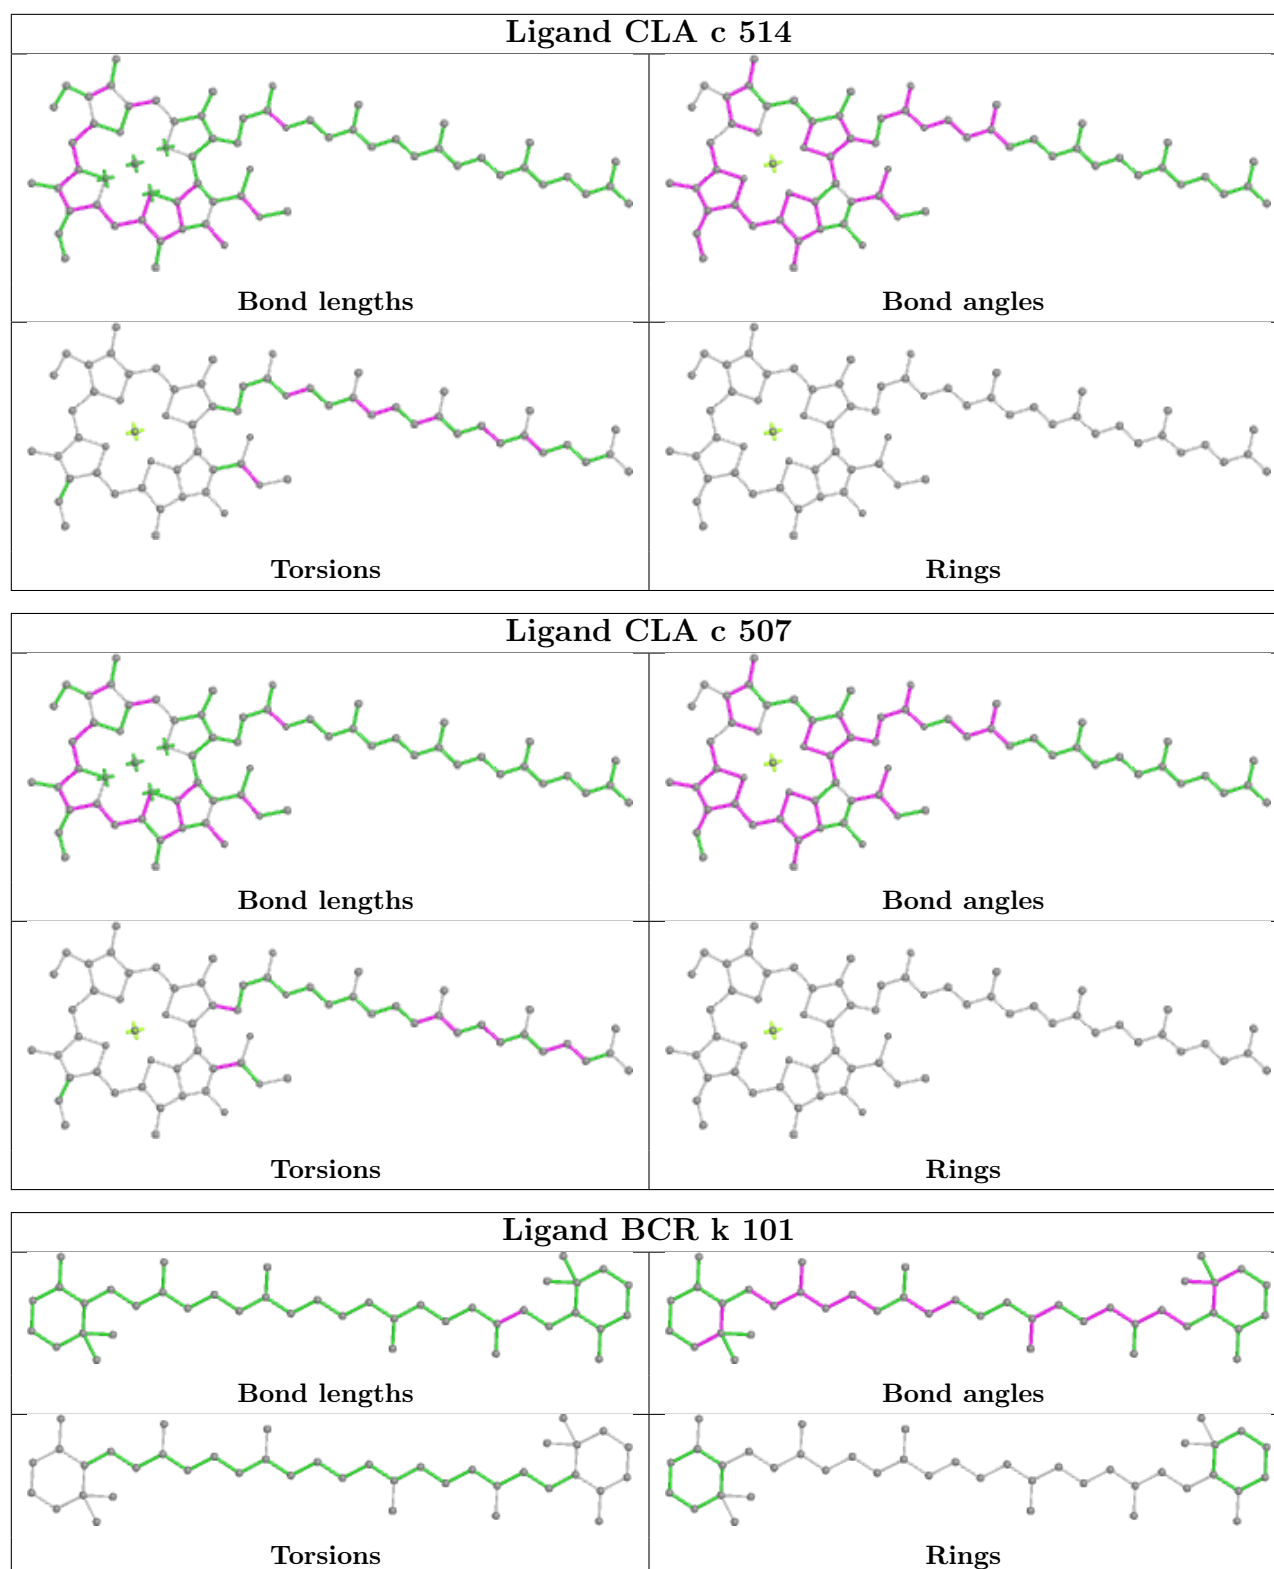 Ligand CLA c 514
Bond lengths
Bond angles
Torsions
Rings
Ligand CLA c 507
Bond lengths
Bond angles
Torsions
Rings
Ligand BCR k 101
Bond lengths
Bond angles
Torsions
Rings